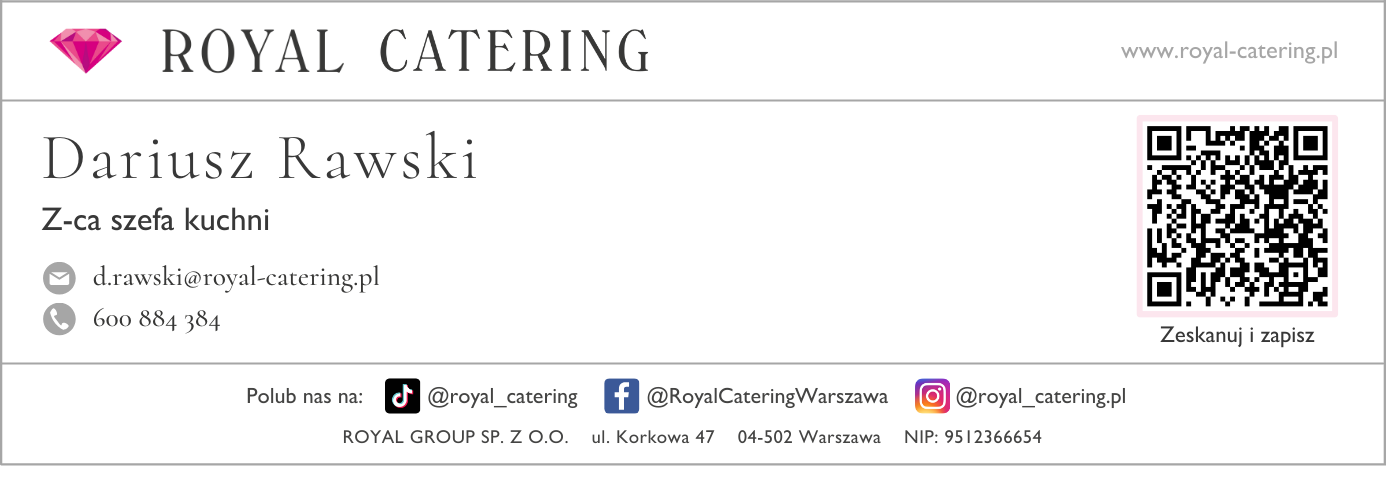 ROYAL CATERING
www.royal-catering.pl
Dariusz Rawski
Z-ca szefa kuchni
d.rawski@royal-catering.pl
600 884 384
Zeskanuj i zapisz
Polub nas na: @royal_catering @RoyalCateringWarszawa @royal_catering.pl
ROYAL GROUP SP. Z O.O. ul. Korkowa 47 04-502 Warszawa NIP: 9512366654